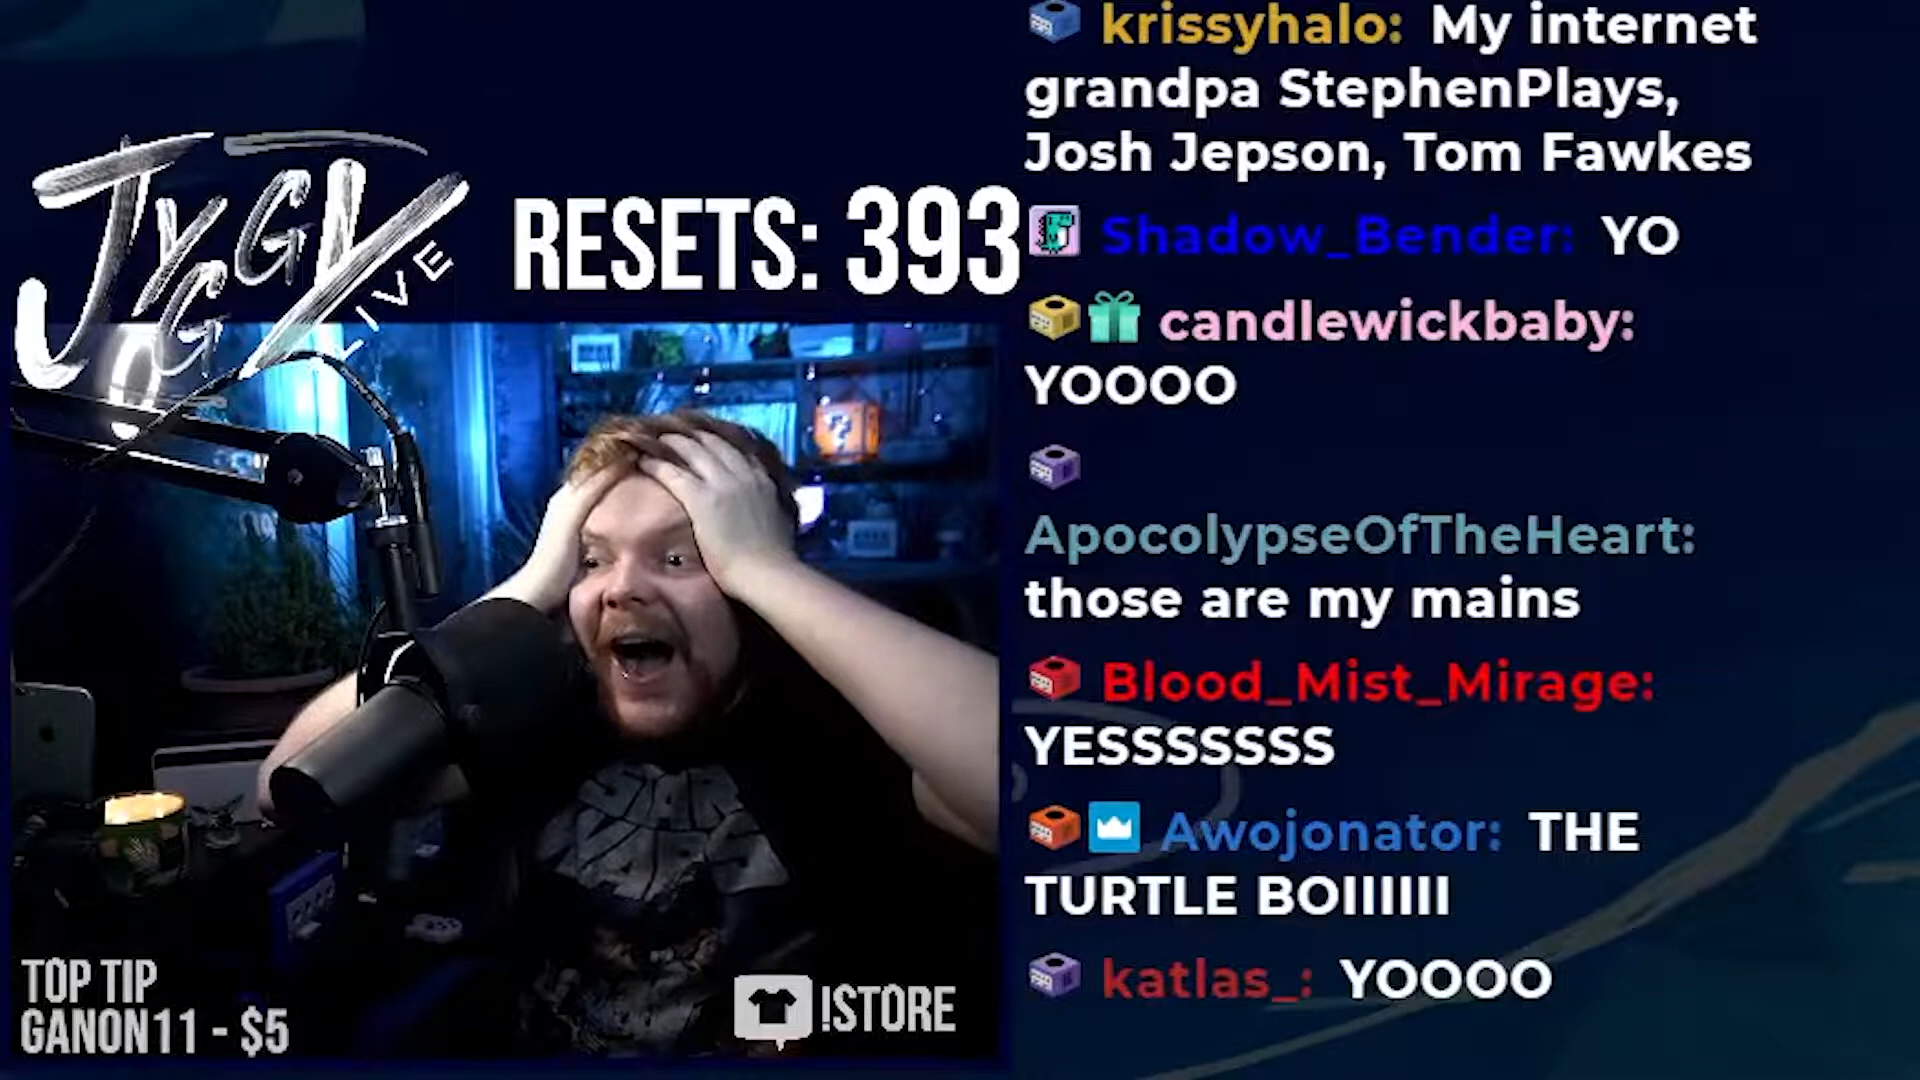 krissyhalo: My internet
grandpa StephenPlays,
Josh Jepson, Tom Fawkes
JYGGY
LIVE
RESETS: 393
Shadow_Bender: YO
candlewickbaby:
YOOOO
ApocolypseOfTheHeart:
those are my mains
Blood_Mist_Mirage:
YESSSSSSS
Awojonator: THE
TURTLE BOIIIIII
katlas_: YOOOO
TOP TIP
GANON11 - $5
!STORE
?